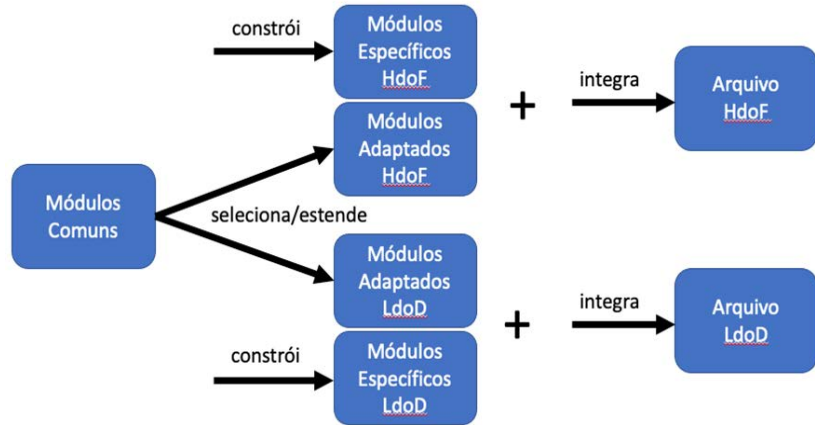 constrói
Módulos
Específicos
HdoF
Módulos
Adaptados
HdoF
+
integra
Arquivo
HdoF
Módulos
Comuns
seleciona/estende
Módulos
Adaptados
LdoD
constrói
Módulos
Específicos
LdoD
+
integra
Arquivo
LdoD